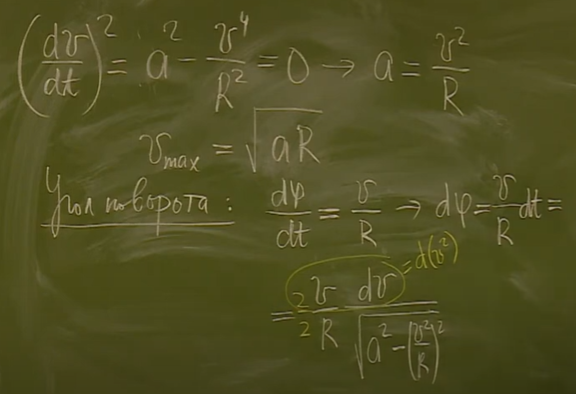 (dv/dt)² = a² - v⁴/R² = 0 → a = v²/R
v_max = √(aR)
Угол поворота: dφ/dt = v/R → dφ = v/R dt =
= 2v dv/(2R√(a² - (v²/R)²)) = d(v²)